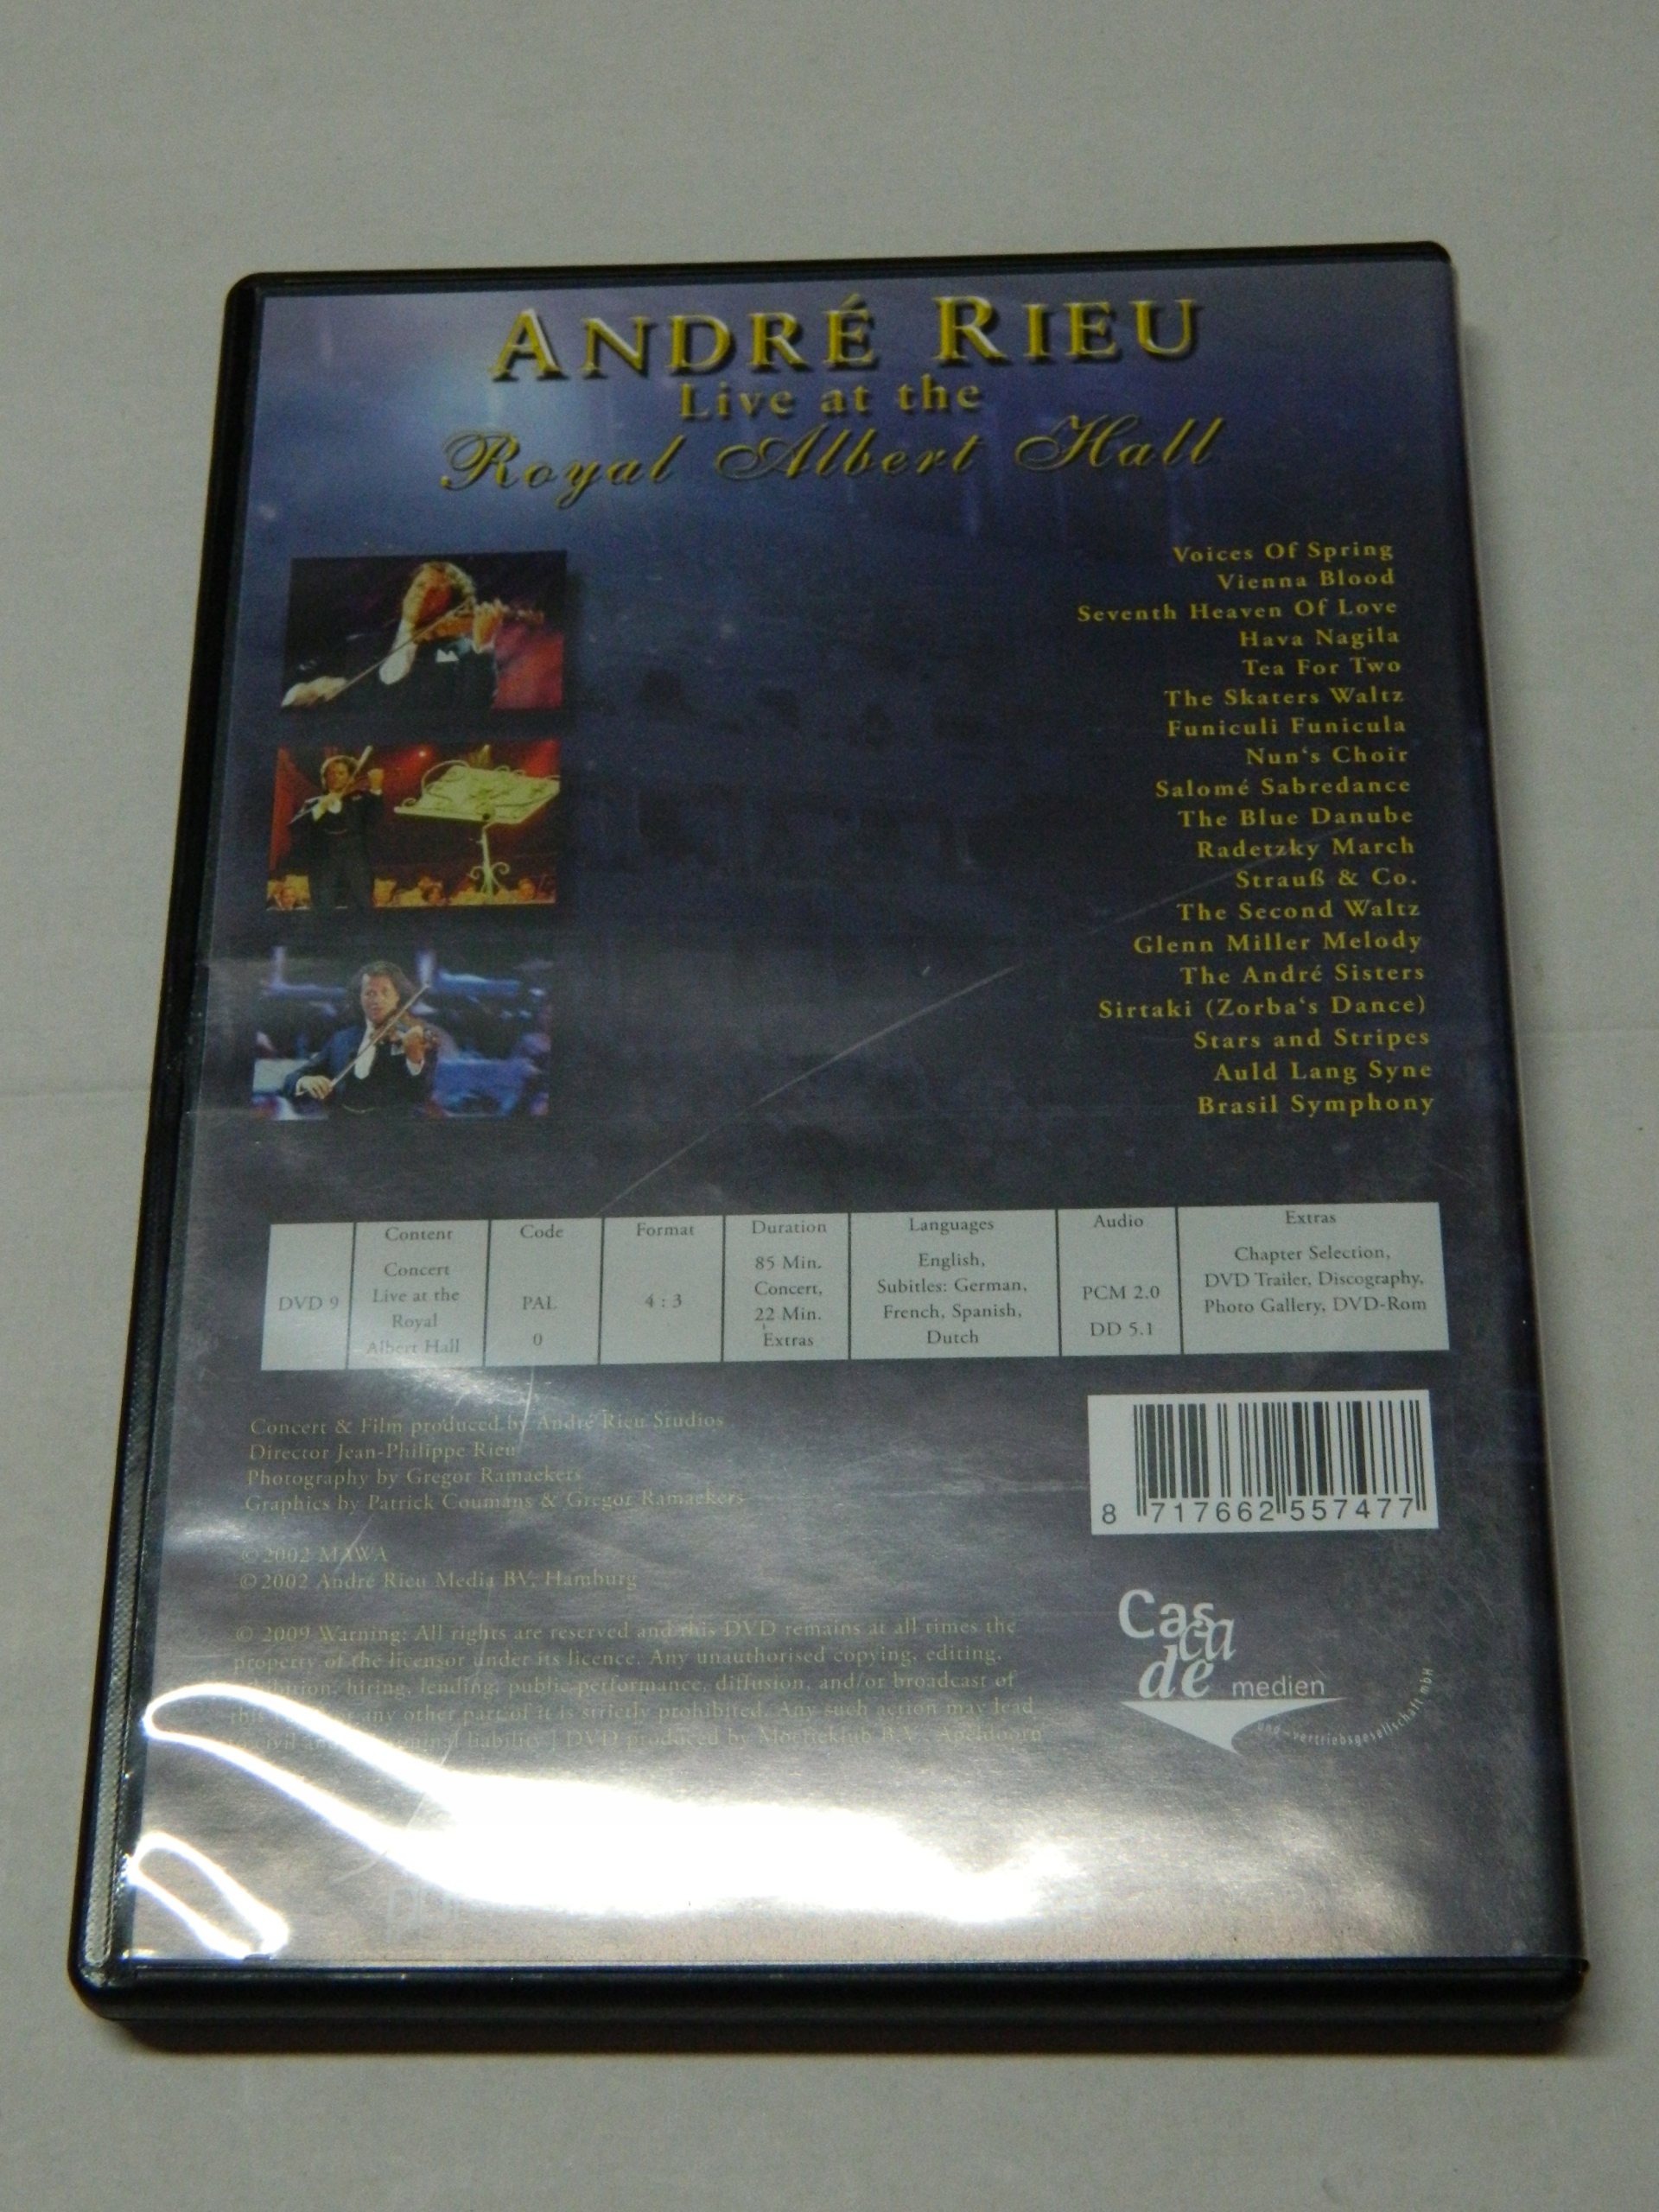 ANDRÉ RIEU
Live at the
Royal Albert Hall
Voices Of Spring
Vienna Blood
Seventh Heaven Of Love
Hava Nagila
Tea For Two
The Skaters Waltz
Funiculi Funicula
Nun‘s Choir
Salomé Sabredance
The Blue Danube
Radetzky March
Strauß & Co.
The Second Waltz
Glenn Miller Melody
The André Sisters
Sirtaki (Zorba‘s Dance)
Stars and Stripes
Auld Lang Syne
Brasil Symphony
DVD 9
Content
Concert
Live at the
Royal
Albert Hall
Code
PAL
0
Format
4 : 3
Duration
85 Min.
Concert,
22 Min.
Extras
Languages
English,
Subitles: German,
French, Spanish,
Dutch
Audio
PCM 2.0
DD 5.1
Extras
Chapter Selection,
DVD Trailer, Discography,
Photo Gallery, DVD-Rom
Concert & Film produced by André Rieu Studios
Director Jean-Philippe Rieu
Photography by Gregor Ramaekers
Graphics by Patrick Coumans & Gregor Ramaekers
©2002 MAWA
©2002 André Rieu Media BV, Hamburg
© 2009 Warning: All rights are reserved and this DVD remains at all times the
property of the licensor under its licence. Any unauthorised copying, editing,
hiring, lending, public performance, diffusion, and/or broadcast of
this or any other part of it is strictly prohibited. Any such action may lead
civil and liability | DVD produced by B.V. Apeldoorn
8 717662 557477
Cascade
medien
und-vertriebsgesellschaft mbH